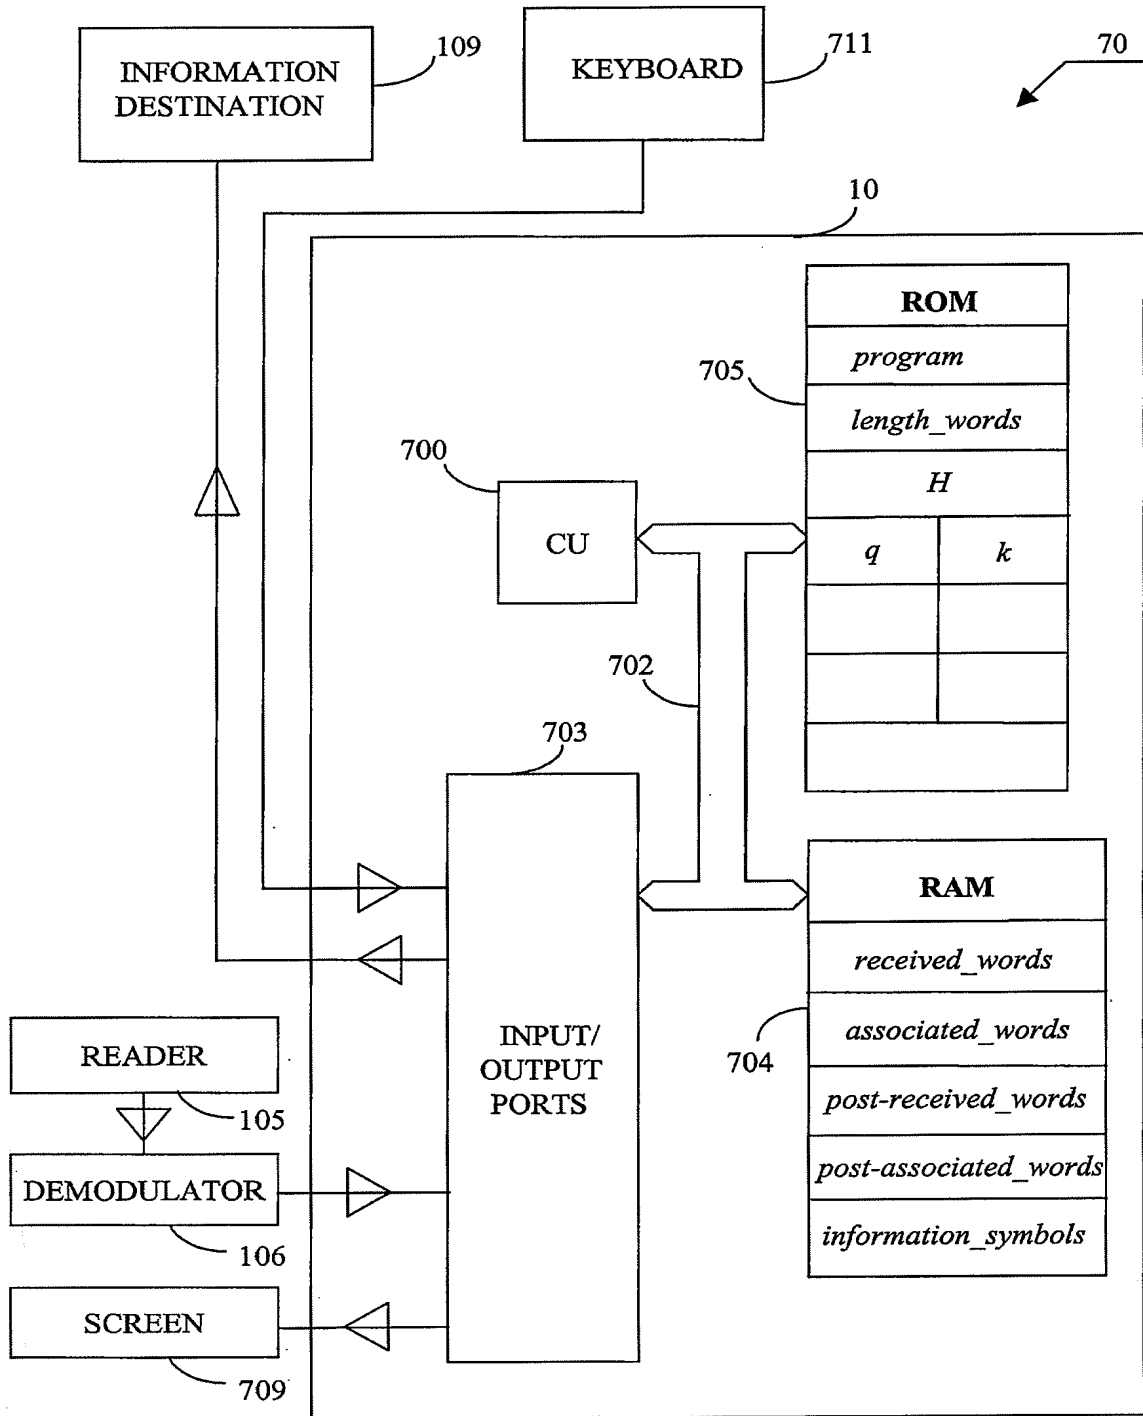 109
INFORMATION
DESTINATION
KEYBOARD
711
70
10
ROM
program
705
length_words
H
700
CU
q
k
702
703
RAM
received_words
INPUT/
OUTPUT
PORTS
associated_words
704
READER
105
post-received_words
DEMODULATOR
106
post-associated_words
information_symbols
SCREEN
709